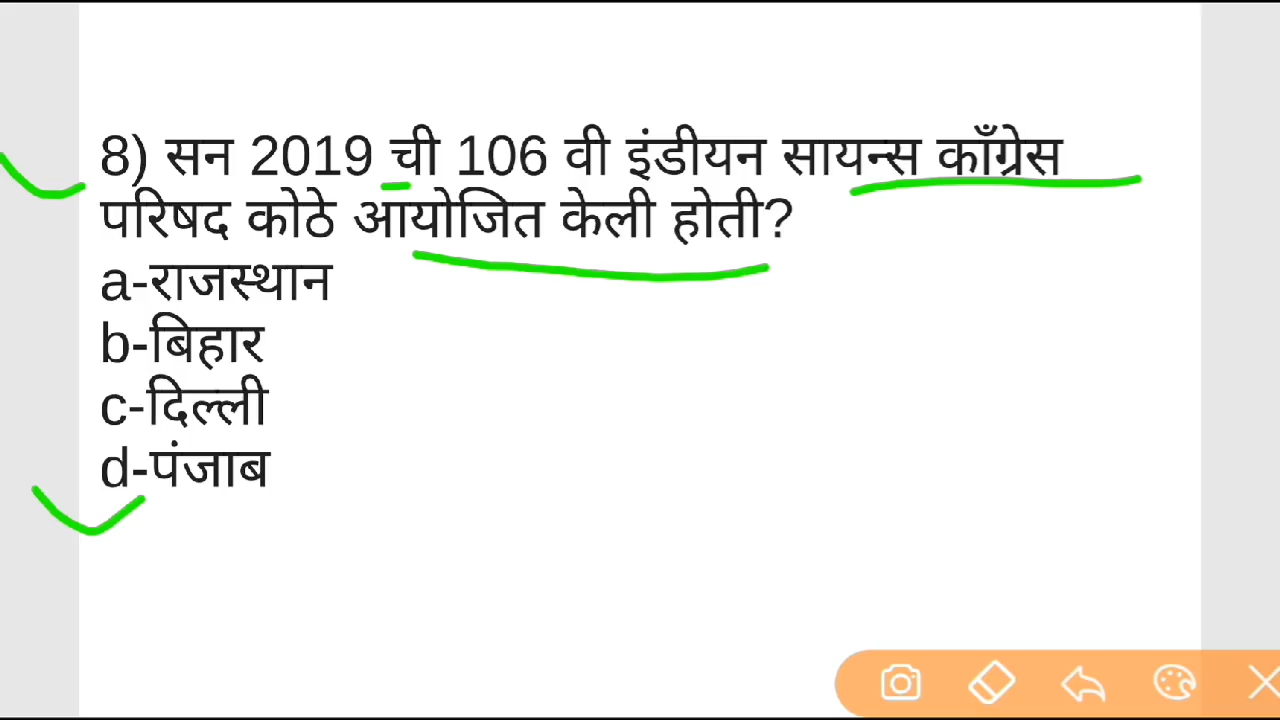 8) सन 2019 ची 106 वी इंडीयन सायन्स काँग्रेस
परिषद कोठे आयोजित केली होती?
a-राजस्थान
b-बिहार
c-दिल्ली
d-पंजाब